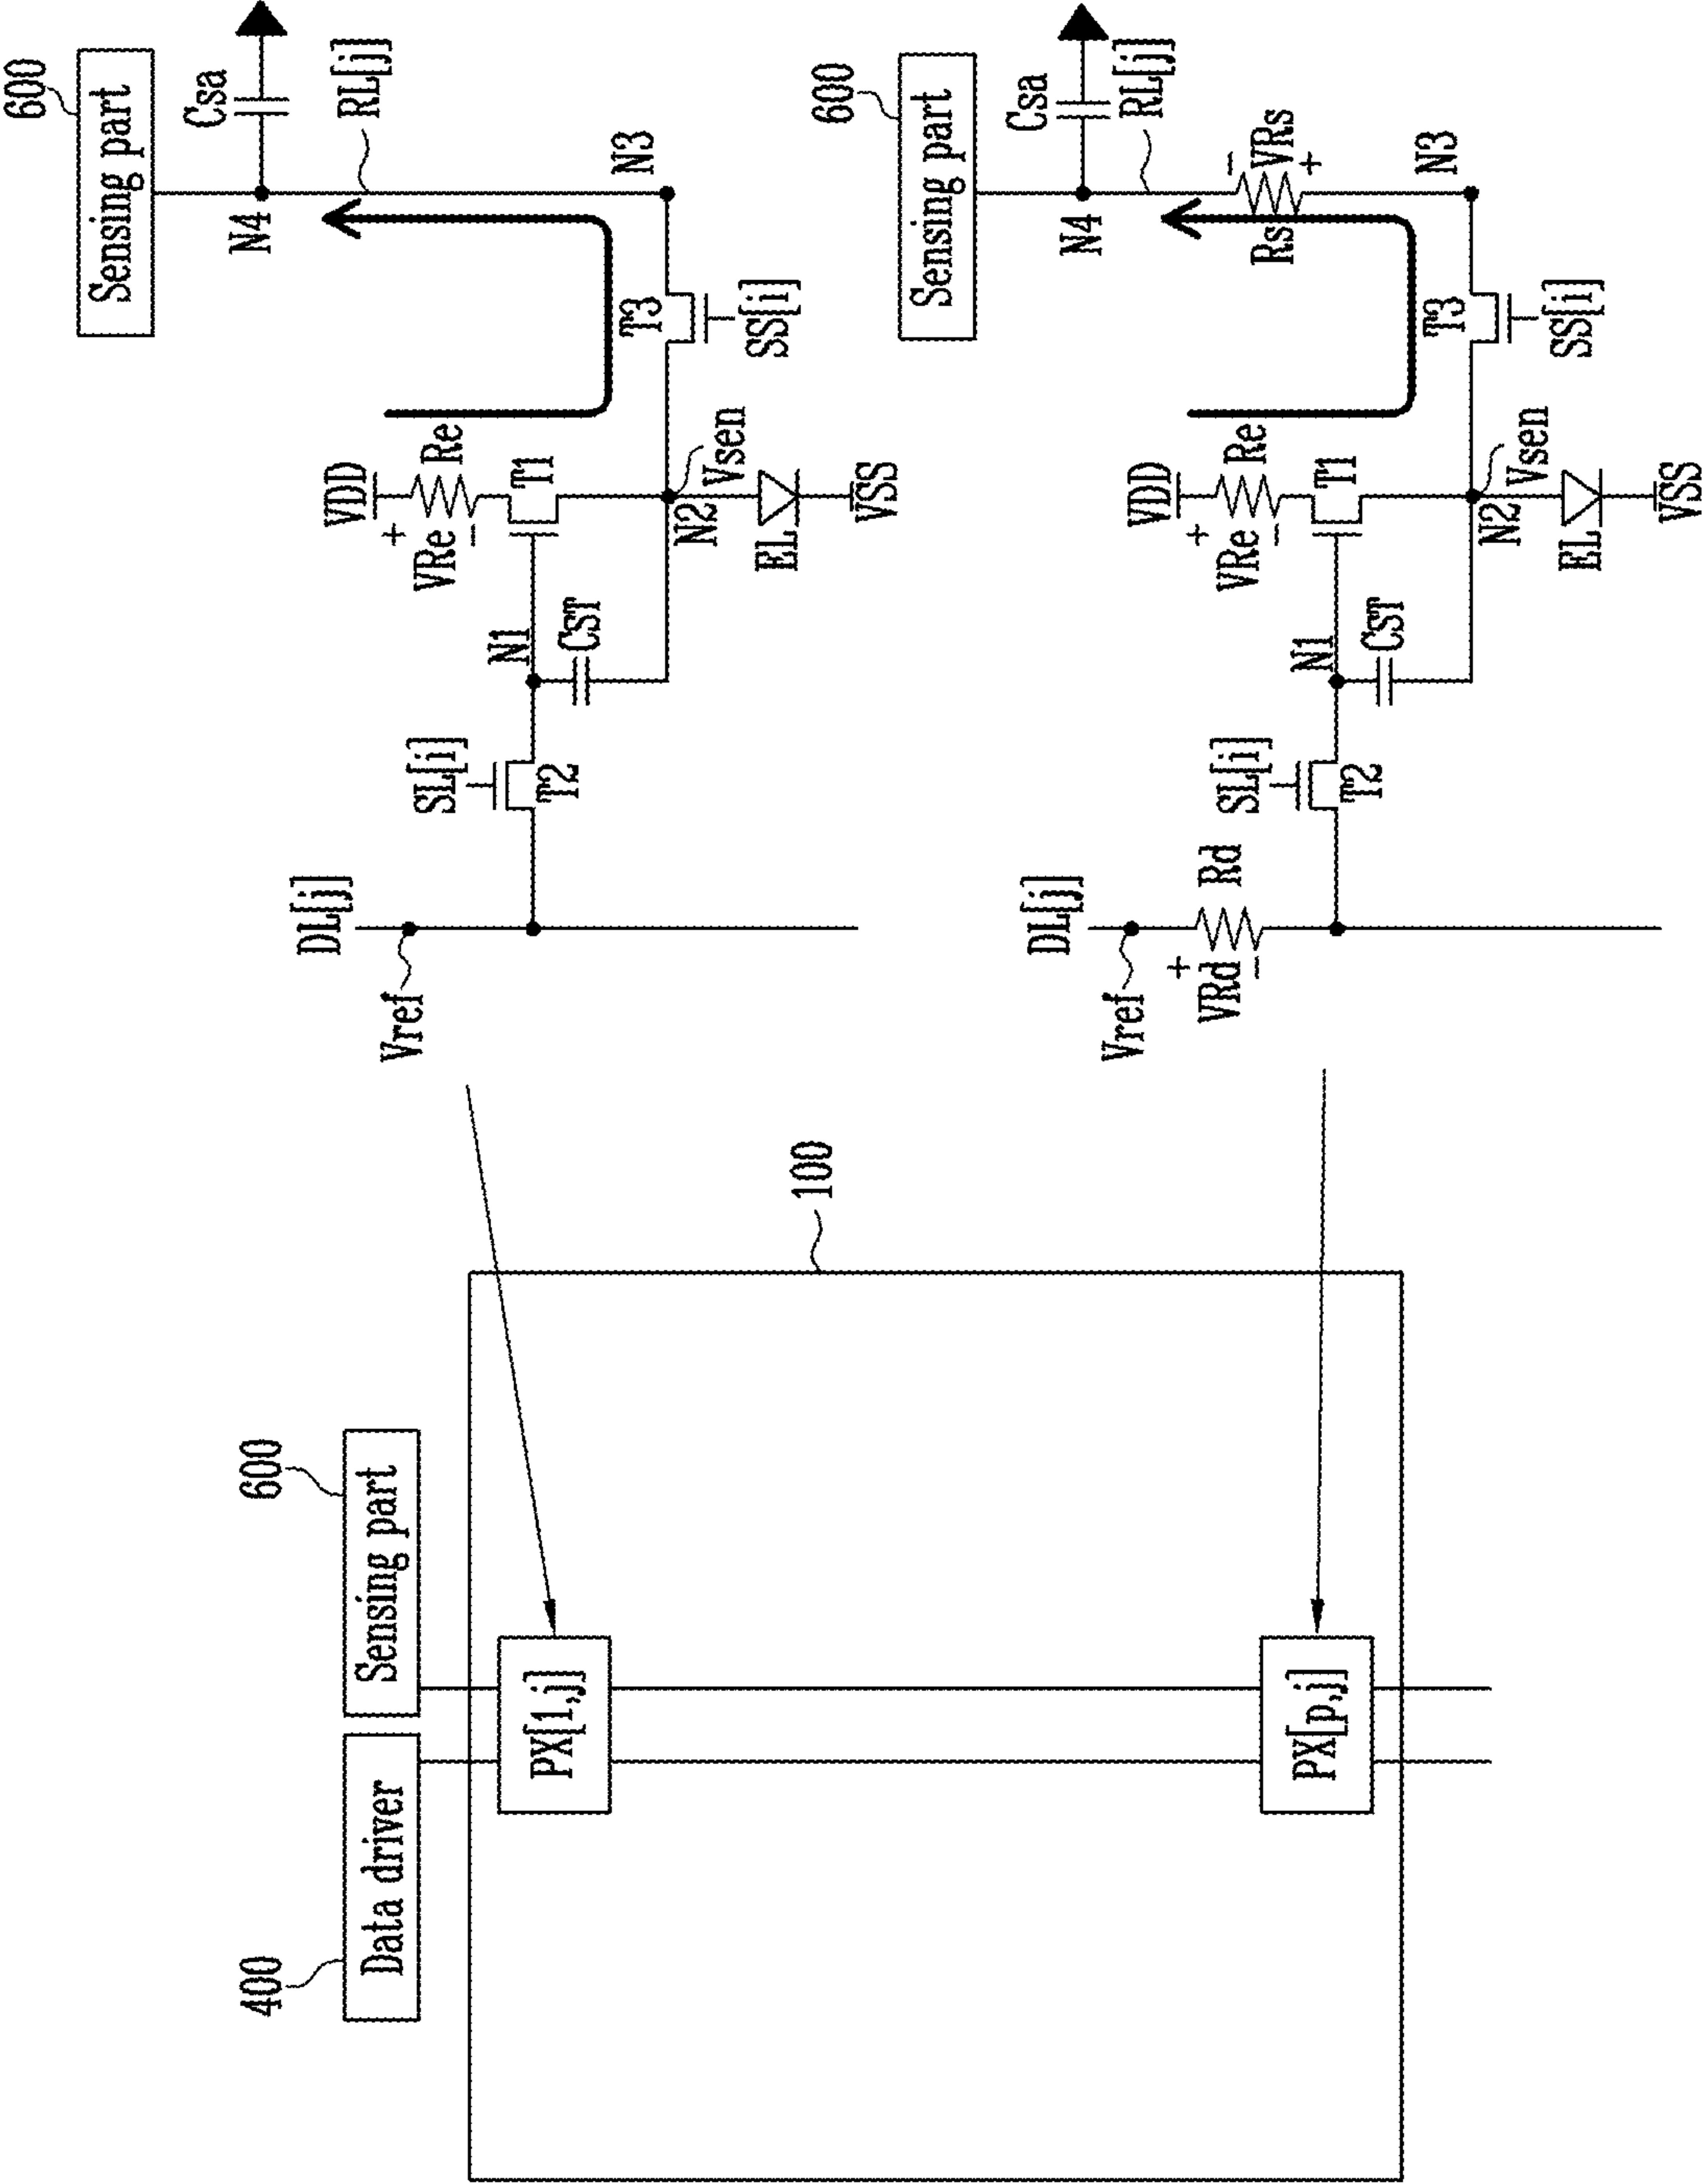 600
Sensing part
Csa
RL[j]
N4
N3
VDD
+
VRe
−
Re
T1
T3
SS[i]
Vsen
N2
EL
VSS
N1
CST
SL[i]
T2
DL[j]
Vref
600
Sensing part
Csa
RL[j]
N4
−
VRs
+
Rs
N3
VDD
+
VRe
−
Re
T1
T3
SS[i]
Vsen
N2
EL
VSS
N1
CST
SL[i]
T2
DL[j]
Vref
+
VRd
−
Rd
100
400
Data driver
600
Sensing part
PX[1,j]
PX[p,j]